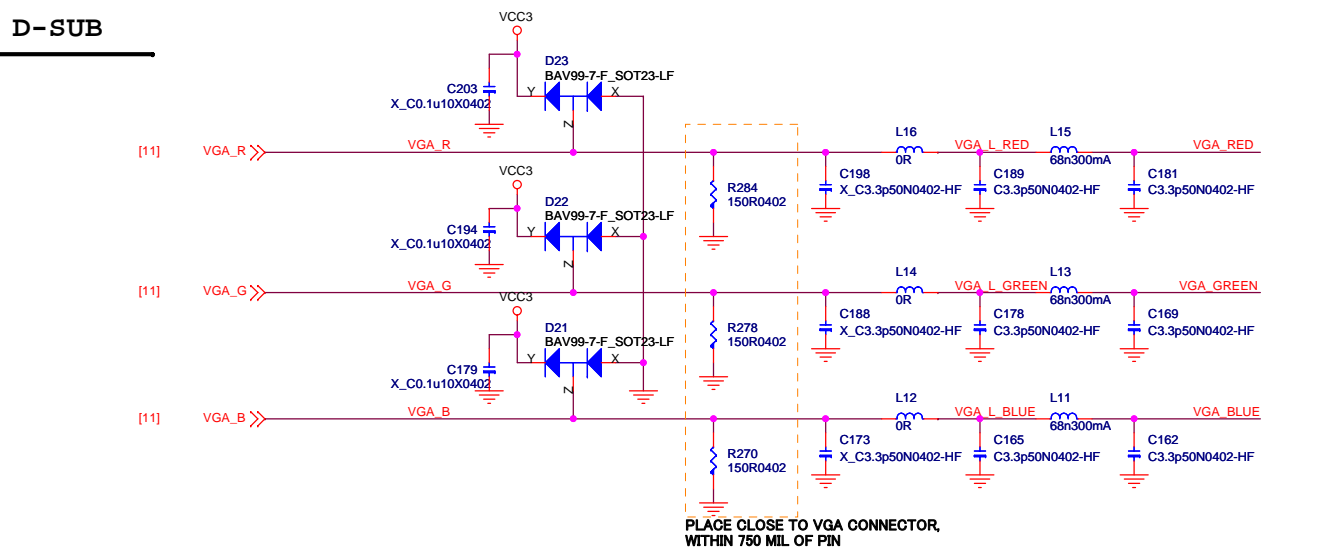 D-SUB
VCC3
D23
BAV99-7-F_SOT23-LF
C203
X_C0.1u10X0402
Y
X
Z
[11]
VGA_R
VGA_R
L16
0R
VGA_L_RED
L15
68n300mA
VGA_RED
R284
150R0402
C198
X_C3.3p50N0402-HF
C189
C3.3p50N0402-HF
C181
C3.3p50N0402-HF
VCC3
D22
BAV99-7-F_SOT23-LF
C194
X_C0.1u10X0402
Y
X
Z
[11]
VGA_G
VGA_G
L14
0R
VGA_L_GREEN
L13
68n300mA
VGA_GREEN
R278
150R0402
C188
X_C3.3p50N0402-HF
C178
C3.3p50N0402-HF
C169
C3.3p50N0402-HF
VCC3
D21
BAV99-7-F_SOT23-LF
C179
X_C0.1u10X0402
Y
X
Z
[11]
VGA_B
VGA_B
L12
0R
VGA_L_BLUE
L11
68n300mA
VGA_BLUE
R270
150R0402
C173
X_C3.3p50N0402-HF
C165
C3.3p50N0402-HF
C162
C3.3p50N0402-HF
PLACE CLOSE TO VGA CONNECTOR,
WITHIN 750 MIL OF PIN